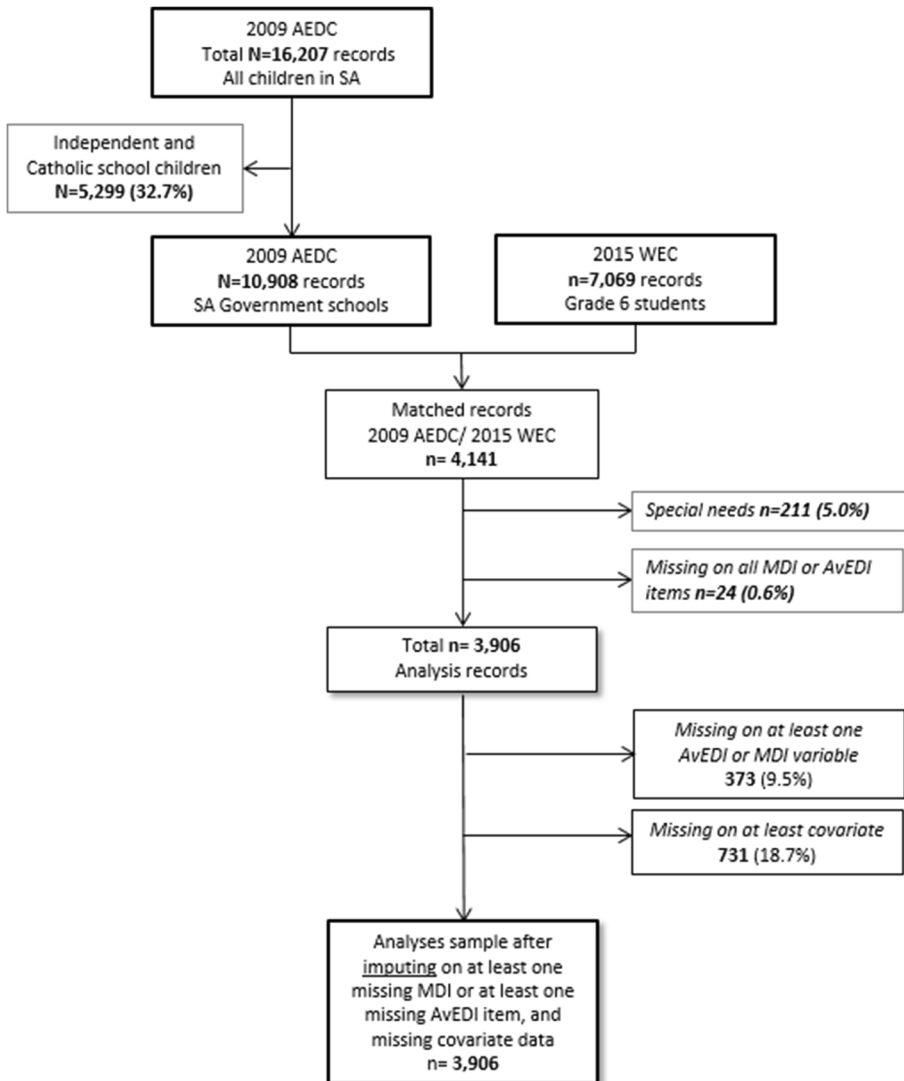 2009 AEDC
Total N=16,207 records
All children in SA
Independent and
Catholic school children
N=5,299 (32.7%)
2009 AEDC
N=10,908 records
SA Government schools
2015 WEC
n=7,069 records
Grade 6 students
Matched records
2009 AEDC/ 2015 WEC
n= 4,141
Special needs n=211 (5.0%)
Missing on all MDI or AvEDI
items n=24 (0.6%)
Total n= 3,906
Analysis records
Missing on at least one
AvEDI or MDI variable
373 (9.5%)
Missing on at least covariate
731 (18.7%)
Analyses sample after
imputing on at least one
missing MDI or at least one
missing AvEDI item, and
missing covariate data
n= 3,906